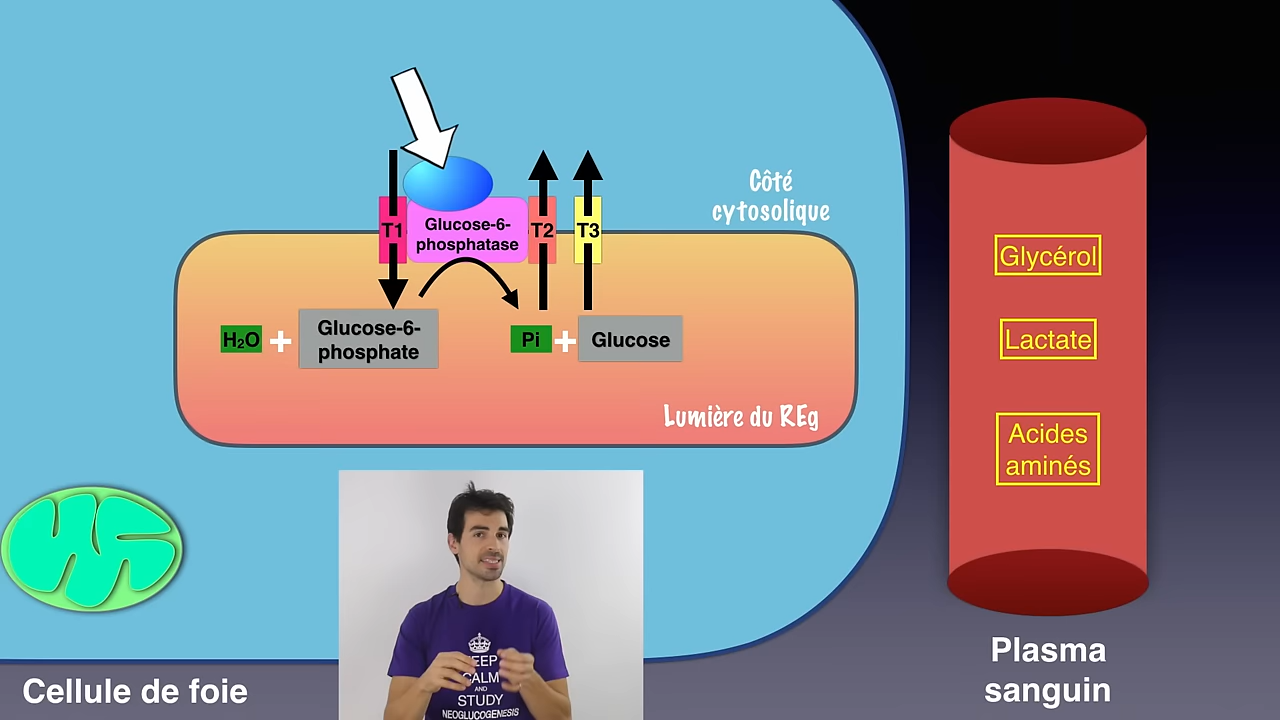 Côté
cytosolique
T1
Glucose-6-
phosphatase
T2
T3
H₂O + Glucose-6-
phosphate
Pi + Glucose
Lumière du REg
Glycérol
Lactate
Acides
aminés
Plasma
sanguin
Cellule de foie
KEEP
CALM
AND
STUDY
NEOGLUCOGENESIS